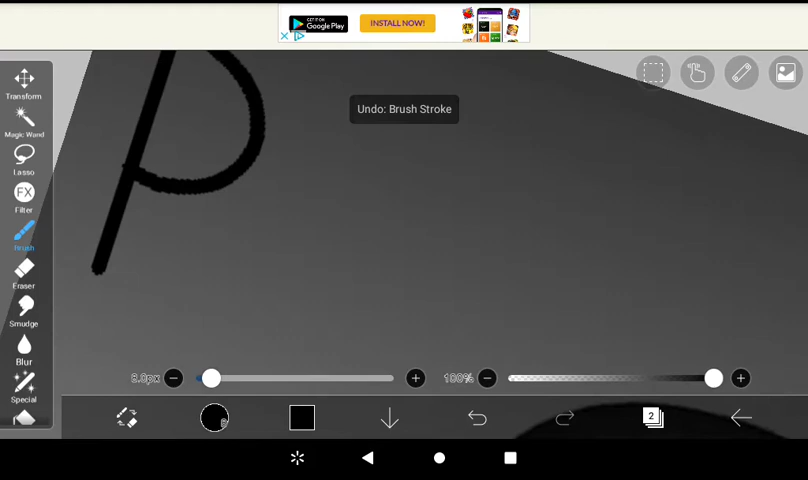 GET IT ON
Google Play
INSTALL NOW!
Transform
Undo: Brush Stroke
Magic Wand
Lasso
FX
Filter
Brush
Eraser
Smudge
Blur
Special
8.0px
100%
2
P